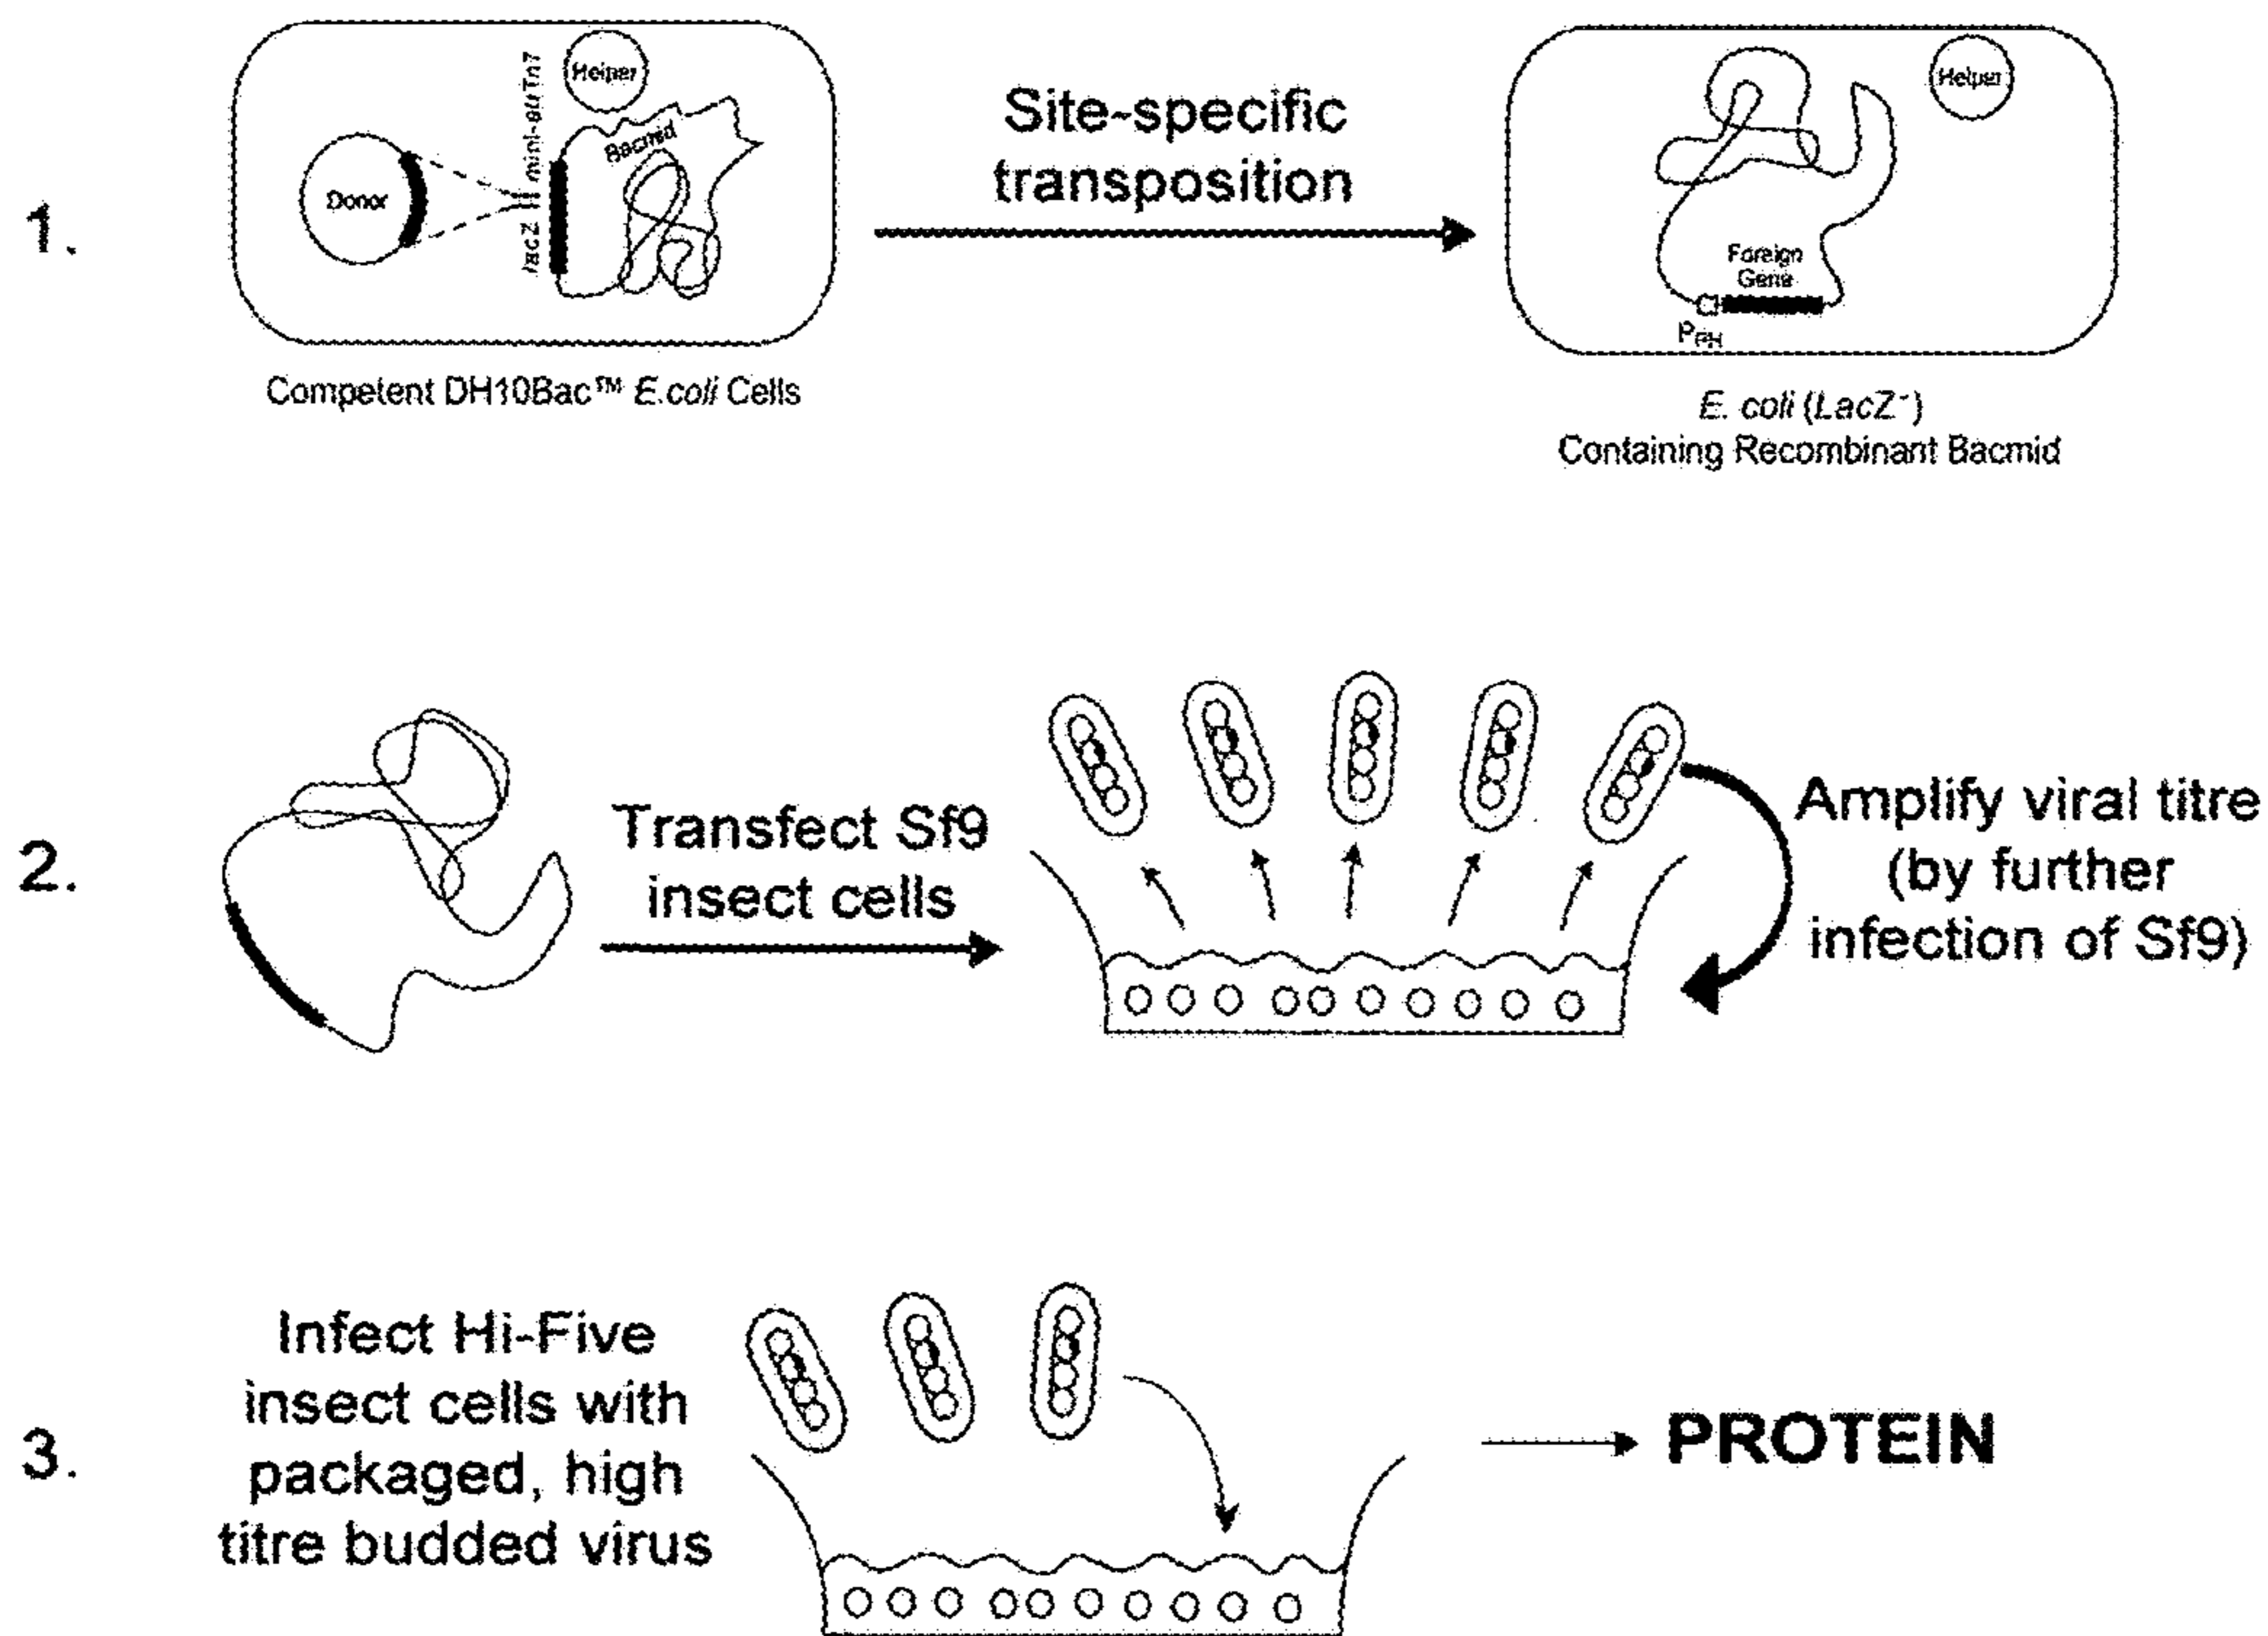 1.
Donor
lacZ mini-attTn7
Helper
Bacmid
Competent DH10Bac™ E.coli Cells
Site-specific
transposition
Helper
Foreign
Gene
PPH
E. coli (LacZ-)
Containing Recombinant Bacmid
2.
Transfect Sf9
insect cells
Amplify viral titre
(by further
infection of Sf9)
3.
Infect Hi-Five
insect cells with
packaged, high
titre budded virus
PROTEIN